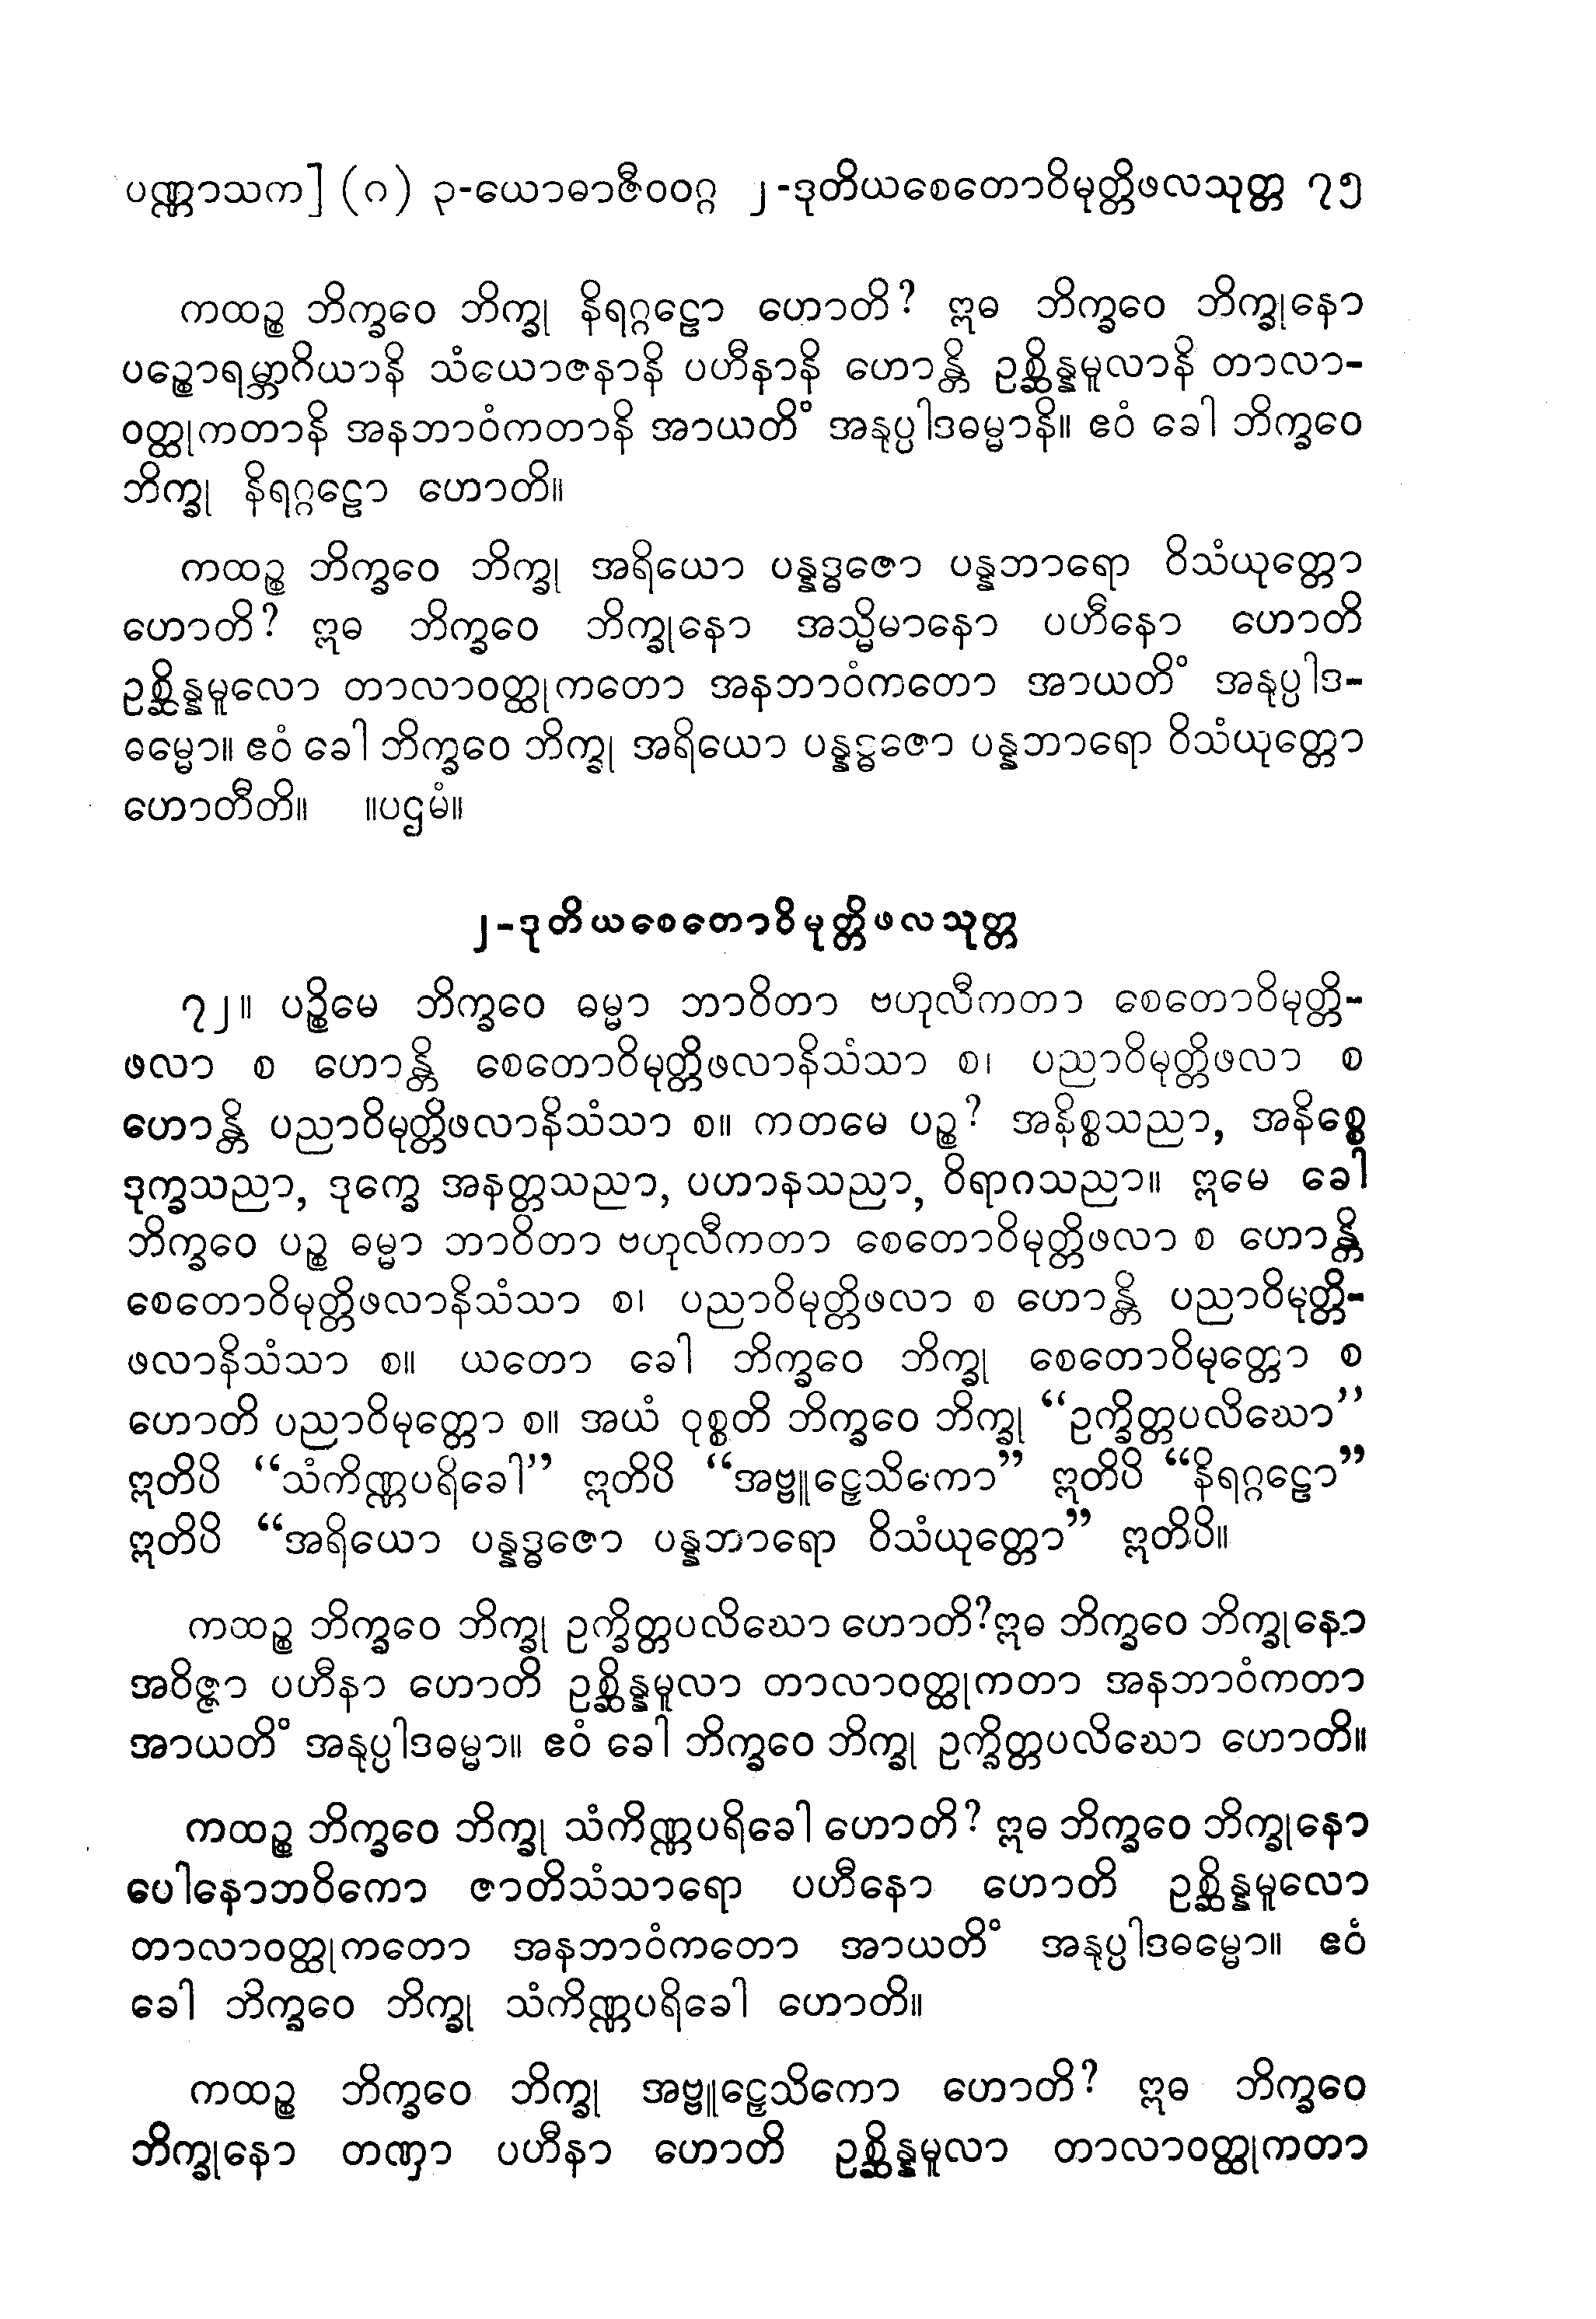 ပဏ္ဏာသက] (ဂ) ၃-ယောဓာဇီဝဝဂ္ဂ ၂-ဒုတိယစေတောဝိမုတ္တိဖလသုတ္တ ၇၅
ကထဉ္စ ဘိက္ခဝေ ဘိက္ခု နိရဂ္ဂဠော ဟောတိ? ဣဓ ဘိက္ခဝေ ဘိက္ခုနော
ပဉ္စောရမ္ဘာဂိယာနိ သံယောဇနာနိ ပဟီနာနိ ဟောန္တိ ဥစ္ဆိန္နမူလာနိ တာလာ-
ဝတ္ထုကတာနိ အနဘာဝံကတာနိ အာယတိံ အနုပ္ပါဒဓမ္မာနိ။ ဧဝံ ခေါ ဘိက္ခဝေ
ဘိက္ခု နိရဂ္ဂဠော ဟောတိ။
ကထဉ္စ ဘိက္ခဝေ ဘိက္ခု အရိယော ပန္နဒ္ဓဇော ပန္နဘာရော ဝိသံယုတ္တော
ဟောတိ? ဣဓ ဘိက္ခဝေ ဘိက္ခုနော အသ္မိမာနော ပဟီနော ဟောတိ
ဥစ္ဆိန္နမူလော တာလာဝတ္ထုကတော အနဘာဝံကတော အာယတိံ အနုပ္ပါဒ-
ဓမ္မော။ ဧဝံ ခေါ ဘိက္ခဝေ ဘိက္ခု အရိယော ပန္နဒ္ဓဇော ပန္နဘာရော ဝိသံယုတ္တော
ဟောတီတိ။ ။ပဌမံ။
၂-ဒုတိယစေတောဝိမုတ္တိဖလသုတ္တ
၇၂။ ပဉ္စိမေ ဘိက္ခဝေ ဓမ္မာ ဘာဝိတာ ဗဟုလီကတာ စေတောဝိမုတ္တိ-
ဖလာ စ ဟောန္တိ စေတောဝိမုတ္တိဖလာနိသံသာ စ၊ ပညာဝိမုတ္တိဖလာ စ
ဟောန္တိ ပညာဝိမုတ္တိဖလာနိသံသာ စ။ ကတမေ ပဉ္စ? အနိစ္စသညာ, အနိစ္စေ
ဒုက္ခသညာ, ဒုက္ခေ အနတ္တသညာ, ပဟာနသညာ, ဝိရာဂသညာ။ ဣမေ ခေါ
ဘိက္ခဝေ ပဉ္စ ဓမ္မာ ဘာဝိတာ ဗဟုလီကတာ စေတောဝိမုတ္တိဖလာ စ ဟောန္တိ
စေတောဝိမုတ္တိဖလာနိသံသာ စ၊ ပညာဝိမုတ္တိဖလာ စ ဟောန္တိ ပညာဝိမုတ္တိ-
ဖလာနိသံသာ စ။ ယတော ခေါ ဘိက္ခဝေ ဘိက္ခု စေတောဝိမုတ္တော စ
ဟောတိ ပညာဝိမုတ္တော စ။ အယံ ဝုစ္စတိ ဘိက္ခဝေ ဘိက္ခု “ဥက္ခိတ္တပလိဃော”
ဣတိပိ “သံကိဏ္ဏပရိခေါ” ဣတိပိ “အဗ္ဗူဠှေသိကော” ဣတိပိ “နိရဂ္ဂဠော”
ဣတိပိ “အရိယော ပန္နဒ္ဓဇော ပန္နဘာရော ဝိသံယုတ္တော” ဣတိပိ။
ကထဉ္စ ဘိက္ခဝေ ဘိက္ခု ဥက္ခိတ္တပလိဃော ဟောတိ?ဣဓ ဘိက္ခဝေ ဘိက္ခုနော
အဝိဇ္ဇာ ပဟီနာ ဟောတိ ဥစ္ဆိန္နမူလာ တာလာဝတ္ထုကတာ အနဘာဝံကတာ
အာယတိံ အနုပ္ပါဒဓမ္မာ။ ဧဝံ ခေါ ဘိက္ခဝေ ဘိက္ခု ဥက္ခိတ္တပလိဃော ဟောတိ။
ကထဉ္စ ဘိက္ခဝေ ဘိက္ခု သံကိဏ္ဏပရိခေါ ဟောတိ? ဣဓ ဘိက္ခဝေ ဘိက္ခုနော
ပေါနောဘဝိကော ဇာတိသံသာရော ပဟီနော ဟောတိ ဥစ္ဆိန္နမူလော
တာလာဝတ္ထုကတော အနဘာဝံကတော အာယတိံ အနုပ္ပါဒဓမ္မော။ ဧဝံ
ခေါ ဘိက္ခဝေ ဘိက္ခု သံကိဏ္ဏပရိခေါ ဟောတိ။
ကထဉ္စ ဘိက္ခဝေ ဘိက္ခု အဗ္ဗူဠှေသိကော ဟောတိ? ဣဓ ဘိက္ခဝေ
ဘိက္ခုနော တဏှာ ပဟီနာ ဟောတိ ဥစ္ဆိန္နမူလာ တာလာဝတ္ထုကတာ